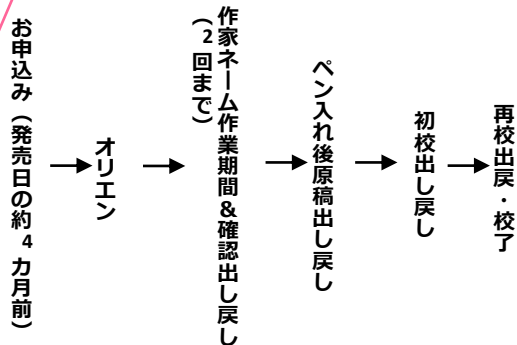 お申込み（発売日の約4カ月前）
オリエン
作家ネーム作業期間＆確認出し戻し
（2回まで）
ペン入れ後原稿出し戻し
初校出し戻し
再校出戻・校了